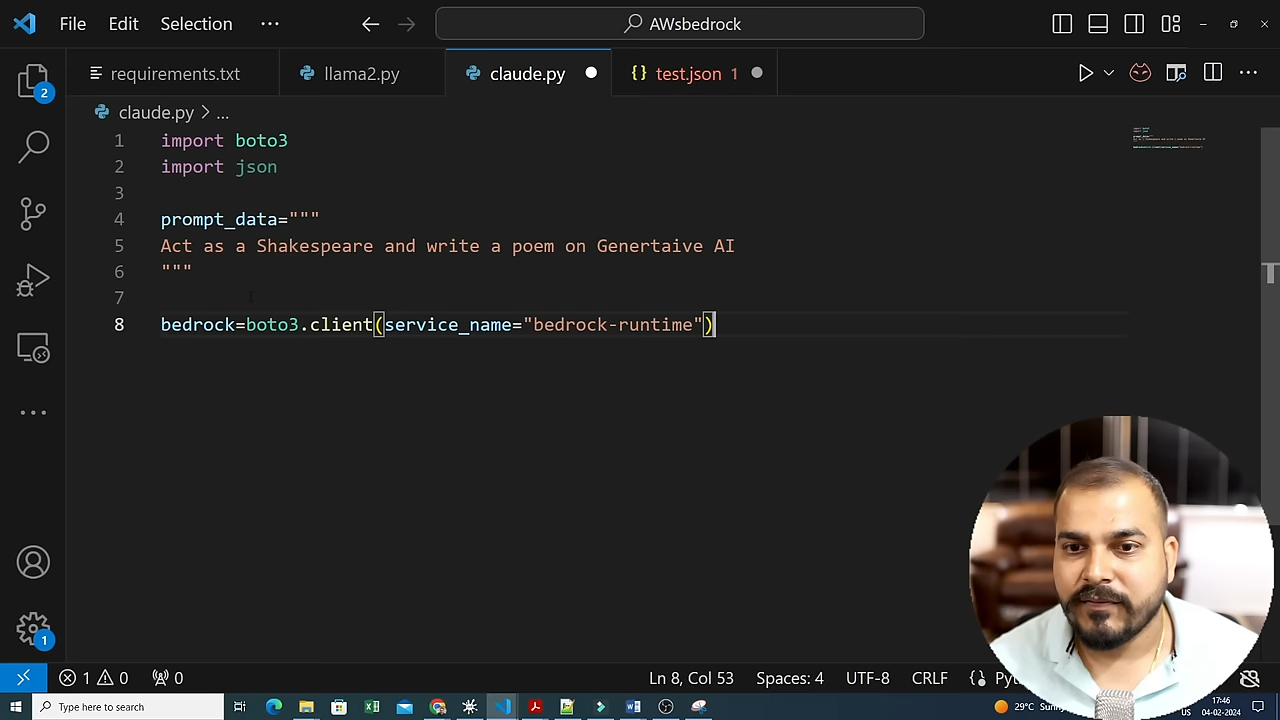 File Edit Selection ··· AWsbedrock
requirements.txt llama2.py claude.py {} test.json 1
2
claude.py > ...
1 import boto3
2 import json
3
4 prompt_data="""
5 Act as a Shakespeare and write a poem on Genertaive AI
6 """
7
8 bedrock=boto3.client(service_name="bedrock-runtime")
1
1 0 0 Ln 8, Col 53 Spaces: 4 UTF-8 CRLF {}
Type here to search 29°C 17:46
US 04-02-2024